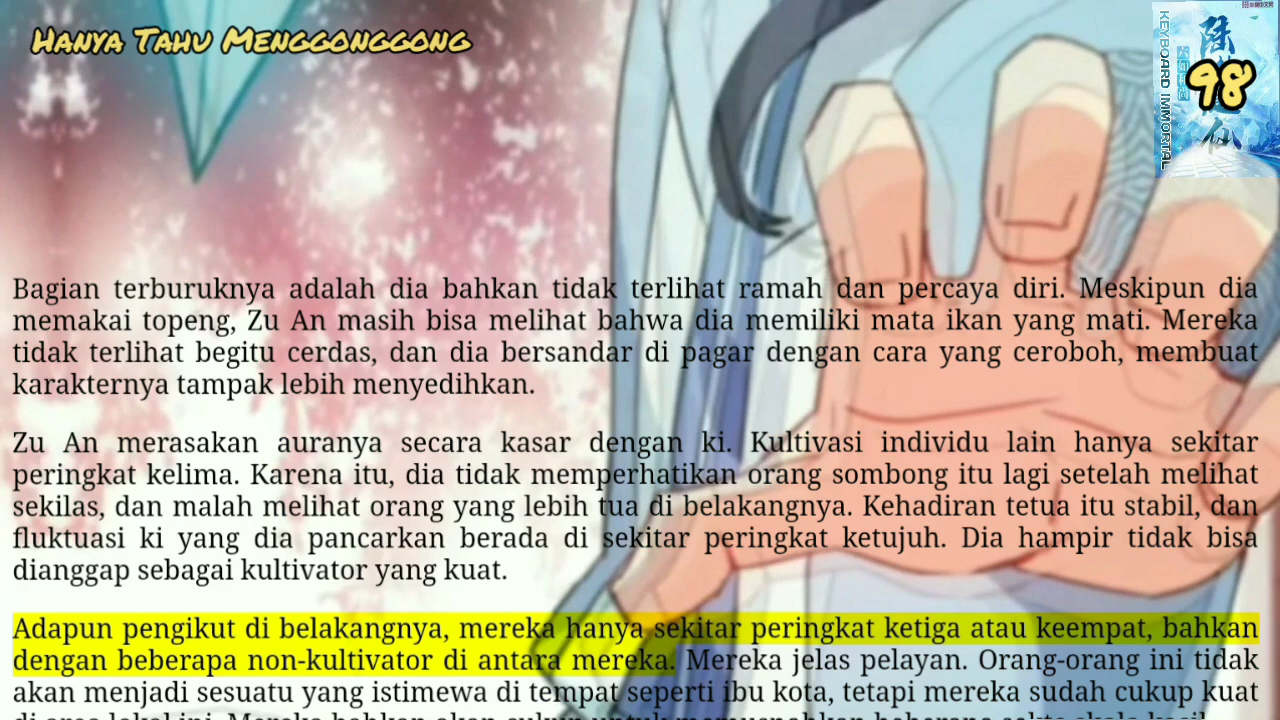 Hanya Tahu Menggonggong
98
KEYBOARD IMMORTAL
Bagian terburuknya adalah dia bahkan tidak terlihat ramah dan percaya diri. Meskipun dia
memakai topeng, Zu An masih bisa melihat bahwa dia memiliki mata ikan yang mati. Mereka
tidak terlihat begitu cerdas, dan dia bersandar di pagar dengan cara yang ceroboh, membuat
karakternya tampak lebih menyedihkan.
Zu An merasakan auranya secara kasar dengan ki. Kultivasi individu lain hanya sekitar
peringkat kelima. Karena itu, dia tidak memperhatikan orang sombong itu lagi setelah melihat
sekilas, dan malah melihat orang yang lebih tua di belakangnya. Kehadiran tetua itu stabil, dan
fluktuasi ki yang dia pancarkan berada di sekitar peringkat ketujuh. Dia hampir tidak bisa
dianggap sebagai kultivator yang kuat.
Adapun pengikut di belakangnya, mereka hanya sekitar peringkat ketiga atau keempat, bahkan
dengan beberapa non-kultivator di antara mereka. Mereka jelas pelayan. Orang-orang ini tidak
akan menjadi sesuatu yang istimewa di tempat seperti ibu kota, tetapi mereka sudah cukup kuat